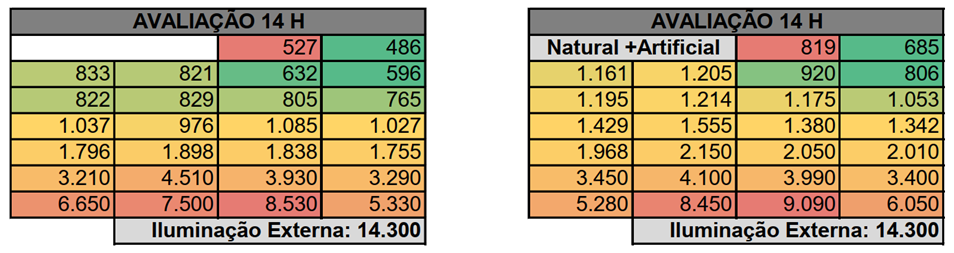 AVALIAÇÃO 14 H
527 486
833 821 632 596
822 829 805 765
1.037 976 1.085 1.027
1.796 1.898 1.838 1.755
3.210 4.510 3.930 3.290
6.650 7.500 8.530 5.330
Iluminação Externa: 14.300
AVALIAÇÃO 14 H
Natural +Artificial 819 685
1.161 1.205 920 806
1.195 1.214 1.175 1.053
1.429 1.555 1.380 1.342
1.968 2.150 2.050 2.010
3.450 4.100 3.990 3.400
5.280 8.450 9.090 6.050
Iluminação Externa: 14.300